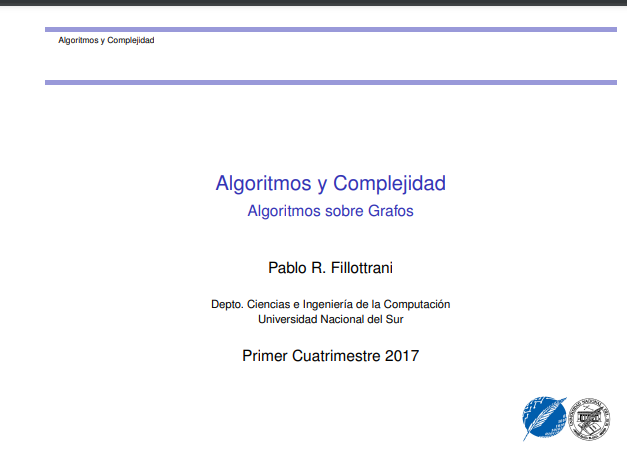 Algoritmos y Complejidad
Algoritmos y Complejidad
Algoritmos sobre Grafos
Pablo R. Fillottrani
Depto. Ciencias e Ingeniería de la Computación
Universidad Nacional del Sur
Primer Cuatrimestre 2017